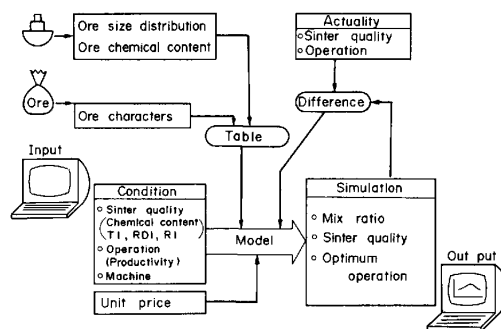 Ore size distribution
Ore chemical content
Actuality
Sinter quality
Operation
Ore
Ore characters
Difference
Table
Input
Condition
Sinter quality
(Chemical content
TI, RDI, RI)
Operation
(Productivity)
Machine
Model
Simulation
Mix ratio
Sinter quality
Optimum
operation
Unit price
Out put